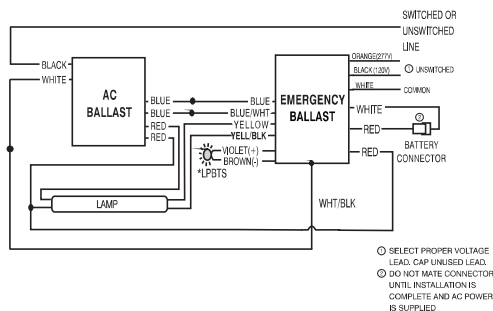 SWITCHED OR
UNSWITCHED
LINE
ORANGE(277V)
BLACK (120V)
① UNSWITCHED
WHITE
COMMON
BLACK
WHITE
AC
BALLAST
BLUE
BLUE
RED
RED
BLUE
BLUE/WHT
YELLOW
YEL/BLK
VIOLET(+)
BROWN(-)
*LPBTS
EMERGENCY
BALLAST
WHITE
RED
RED
②
BATTERY
CONNECTOR
LAMP
WHT/BLK
① SELECT PROPER VOLTAGE
LEAD. CAP UNUSED LEAD.
② DO NOT MATE CONNECTOR
UNTIL INSTALLATION IS
COMPLETE AND AC POWER
IS SUPPLIED